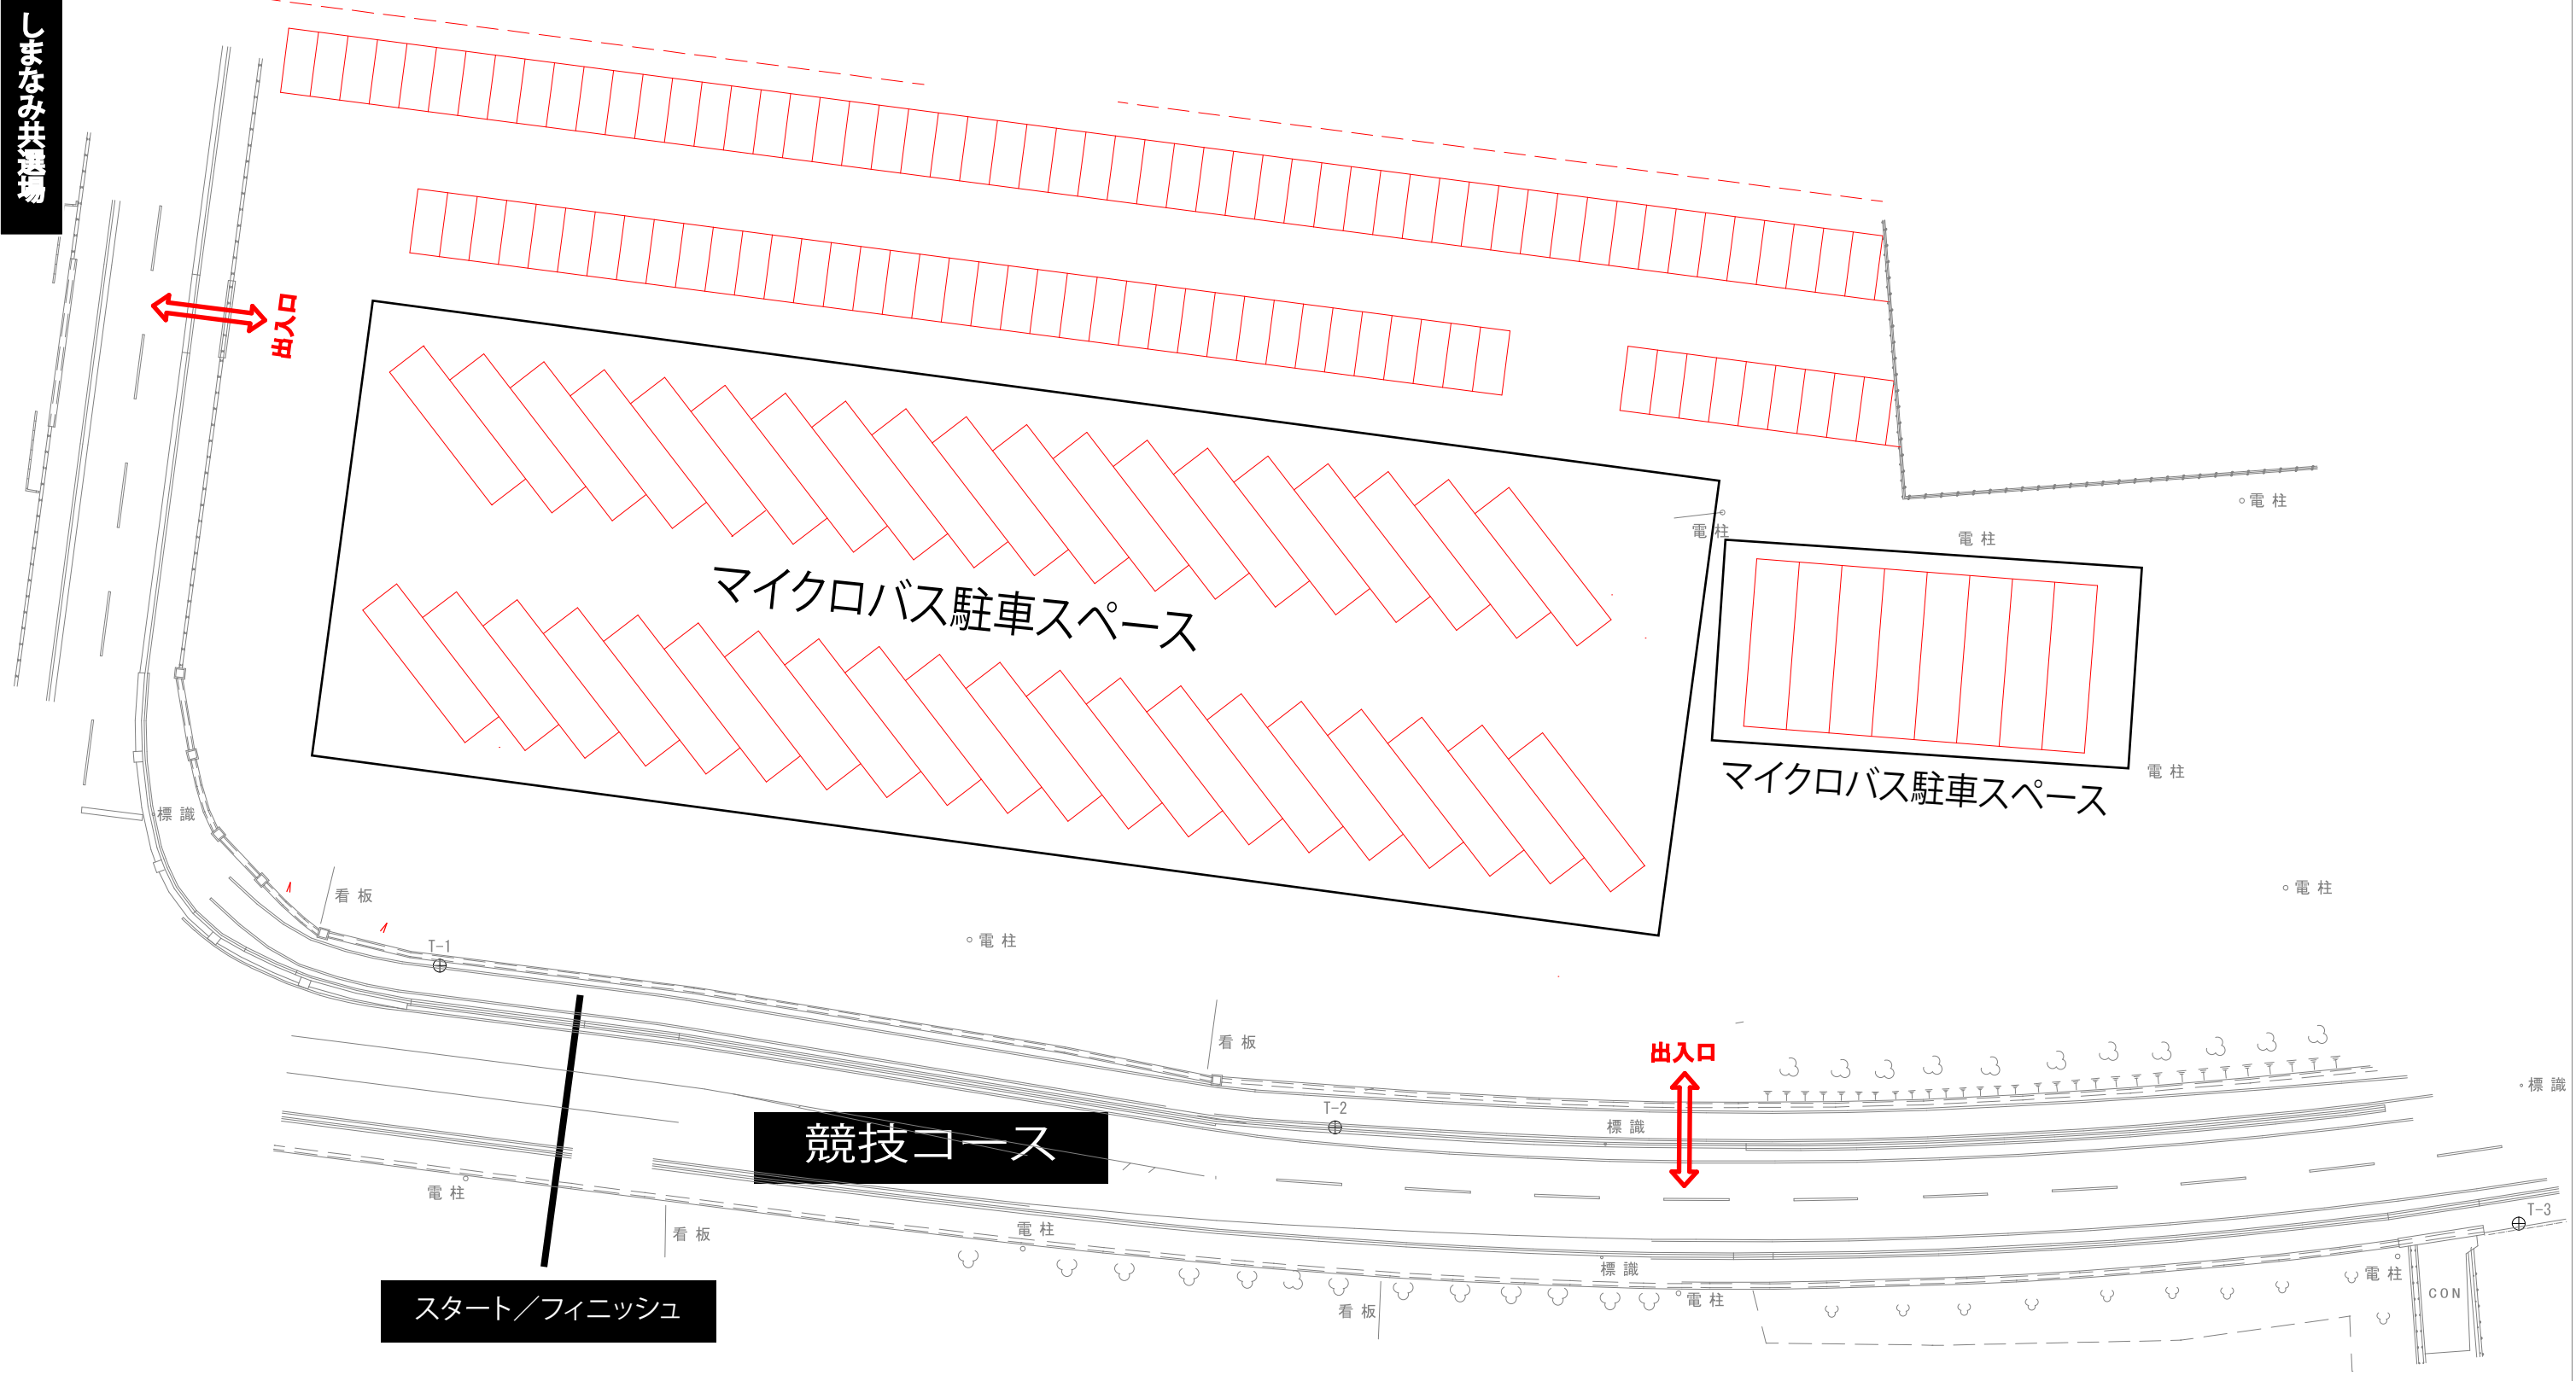 しまなみ共選場
出入口
電柱
電柱
電柱
マイクロバス駐車スペース
マイクロバス駐車スペース
電柱
標識
看板
電柱
電柱
T-1
看板
出入口
標識
T-2
標識
競技コース
電柱
看板
電柱
T-3
標識
電柱
電柱
看板
CON
スタート／フィニッシュ